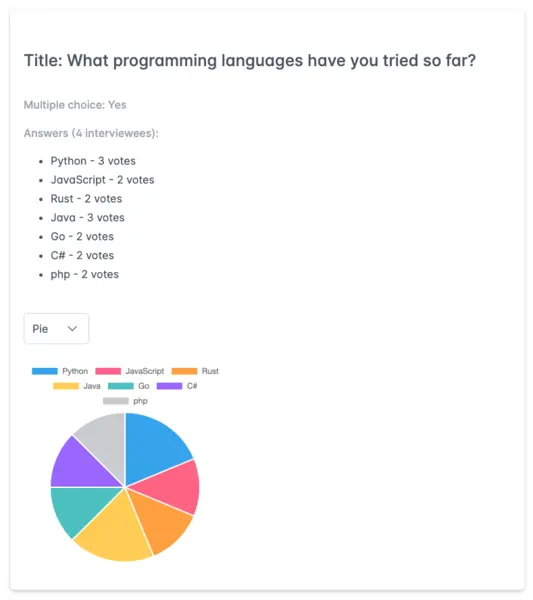 Title: What programming languages have you tried so far?
Multiple choice: Yes
Answers (4 interviewees):
Python - 3 votes
JavaScript - 2 votes
Rust - 2 votes
Java - 3 votes
Go - 2 votes
C# - 2 votes
php - 2 votes
Pie
Python JavaScript Rust
Java Go C#
php